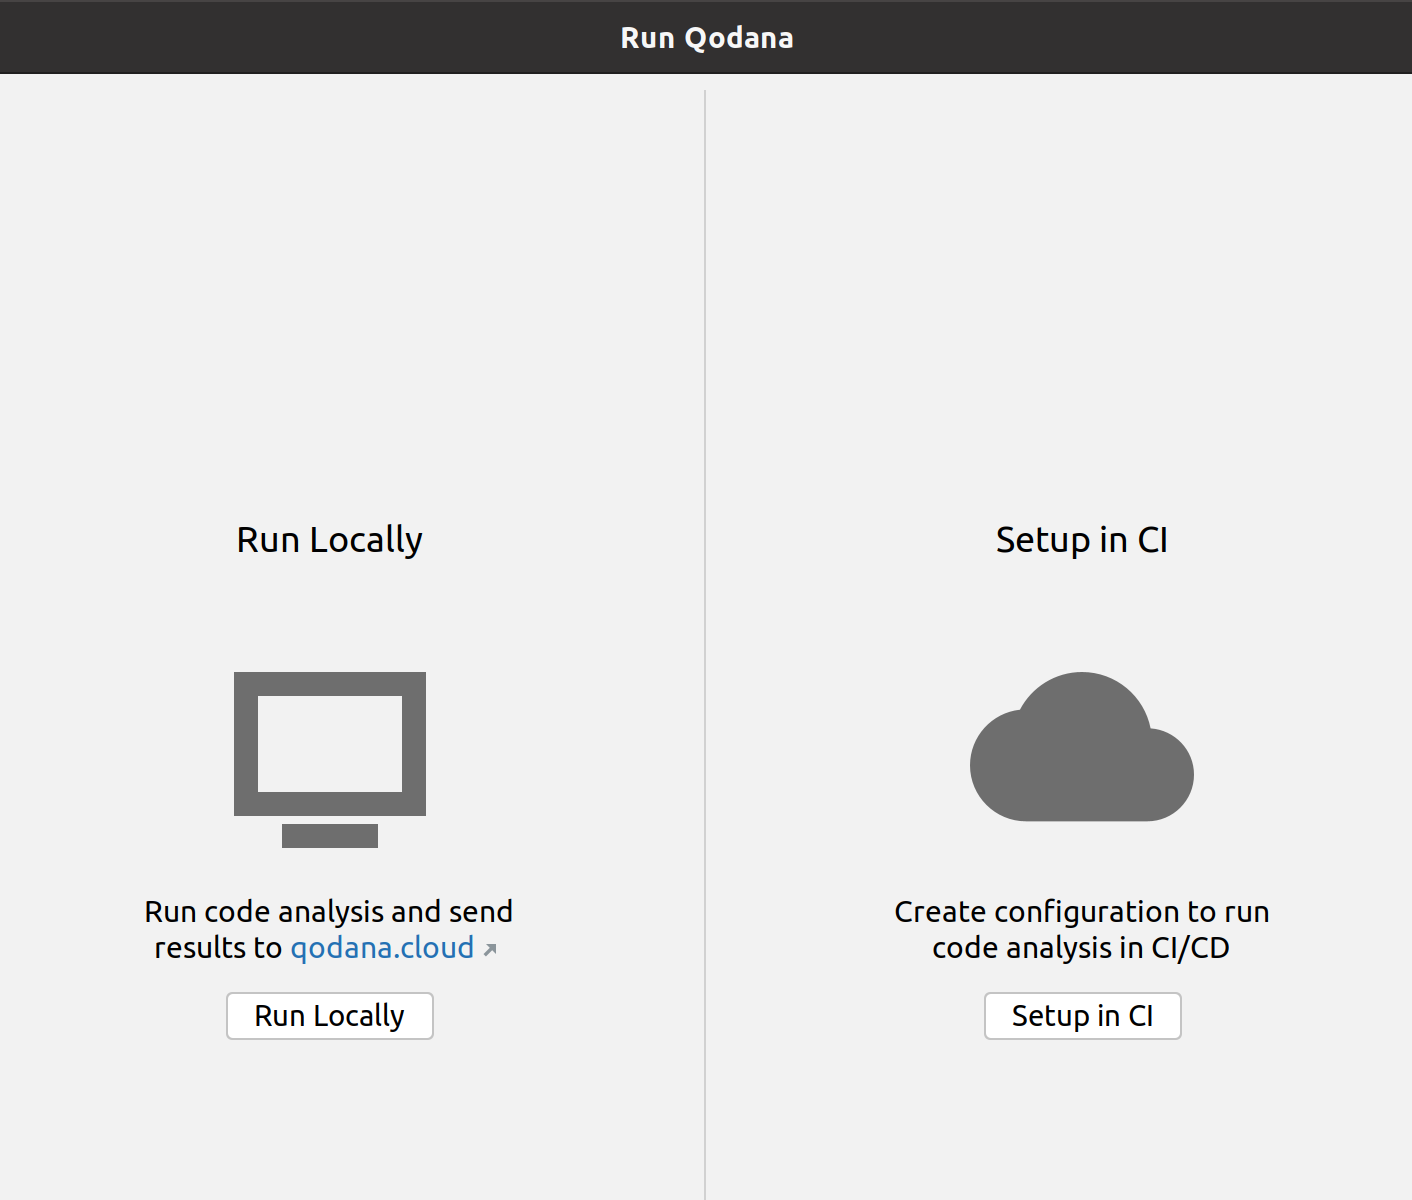 Run Qodana
Run Locally
Run code analysis and send
results to qodana.cloud
Run Locally
Setup in CI
Create configuration to run
code analysis in CI/CD
Setup in CI